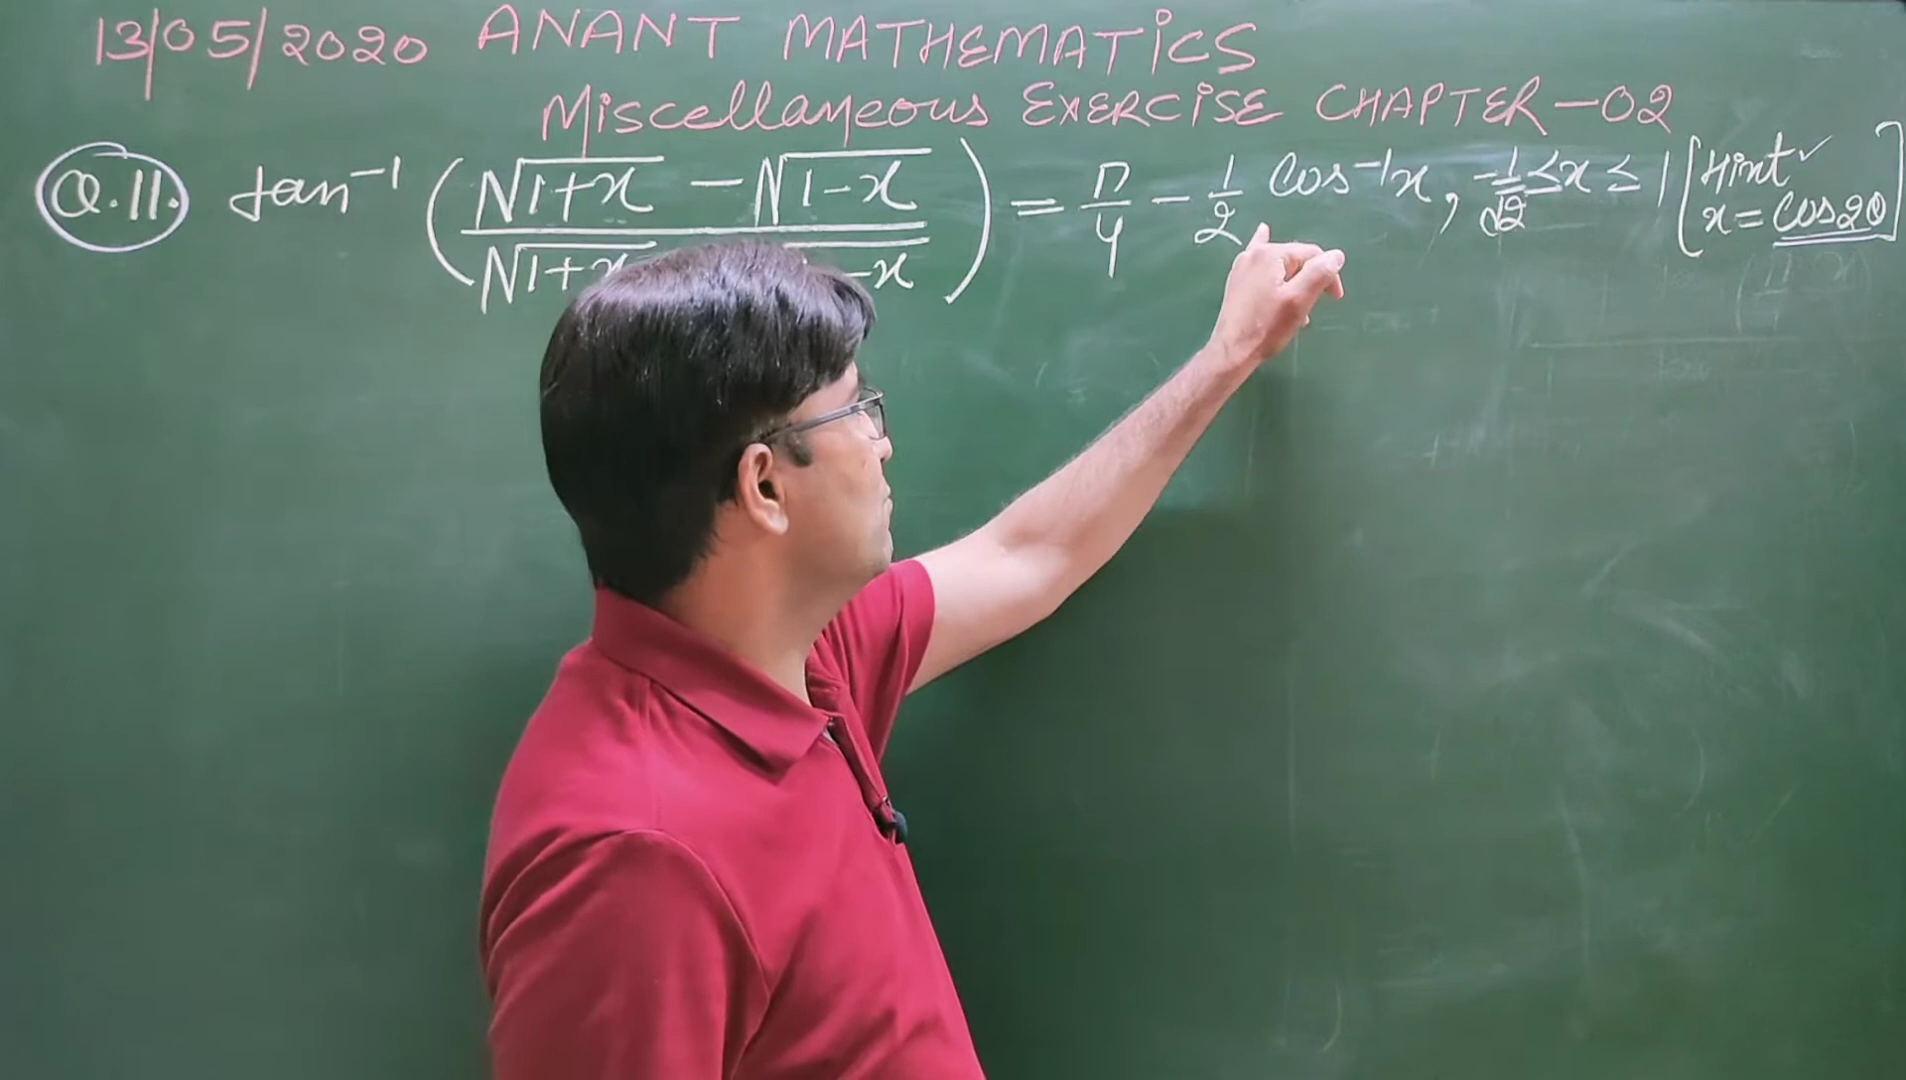 13/05/2020 ANANT MATHEMATICS
Miscellaneous EXERCISE CHAPTER-02
Q.11. tan⁻¹ ( (√1+x − √1−x) / (√1+x −x) ) = π/4 − 1/2 cos⁻¹x, −1/√2 ≤ x ≤ 1 [Hint x = cos2θ]